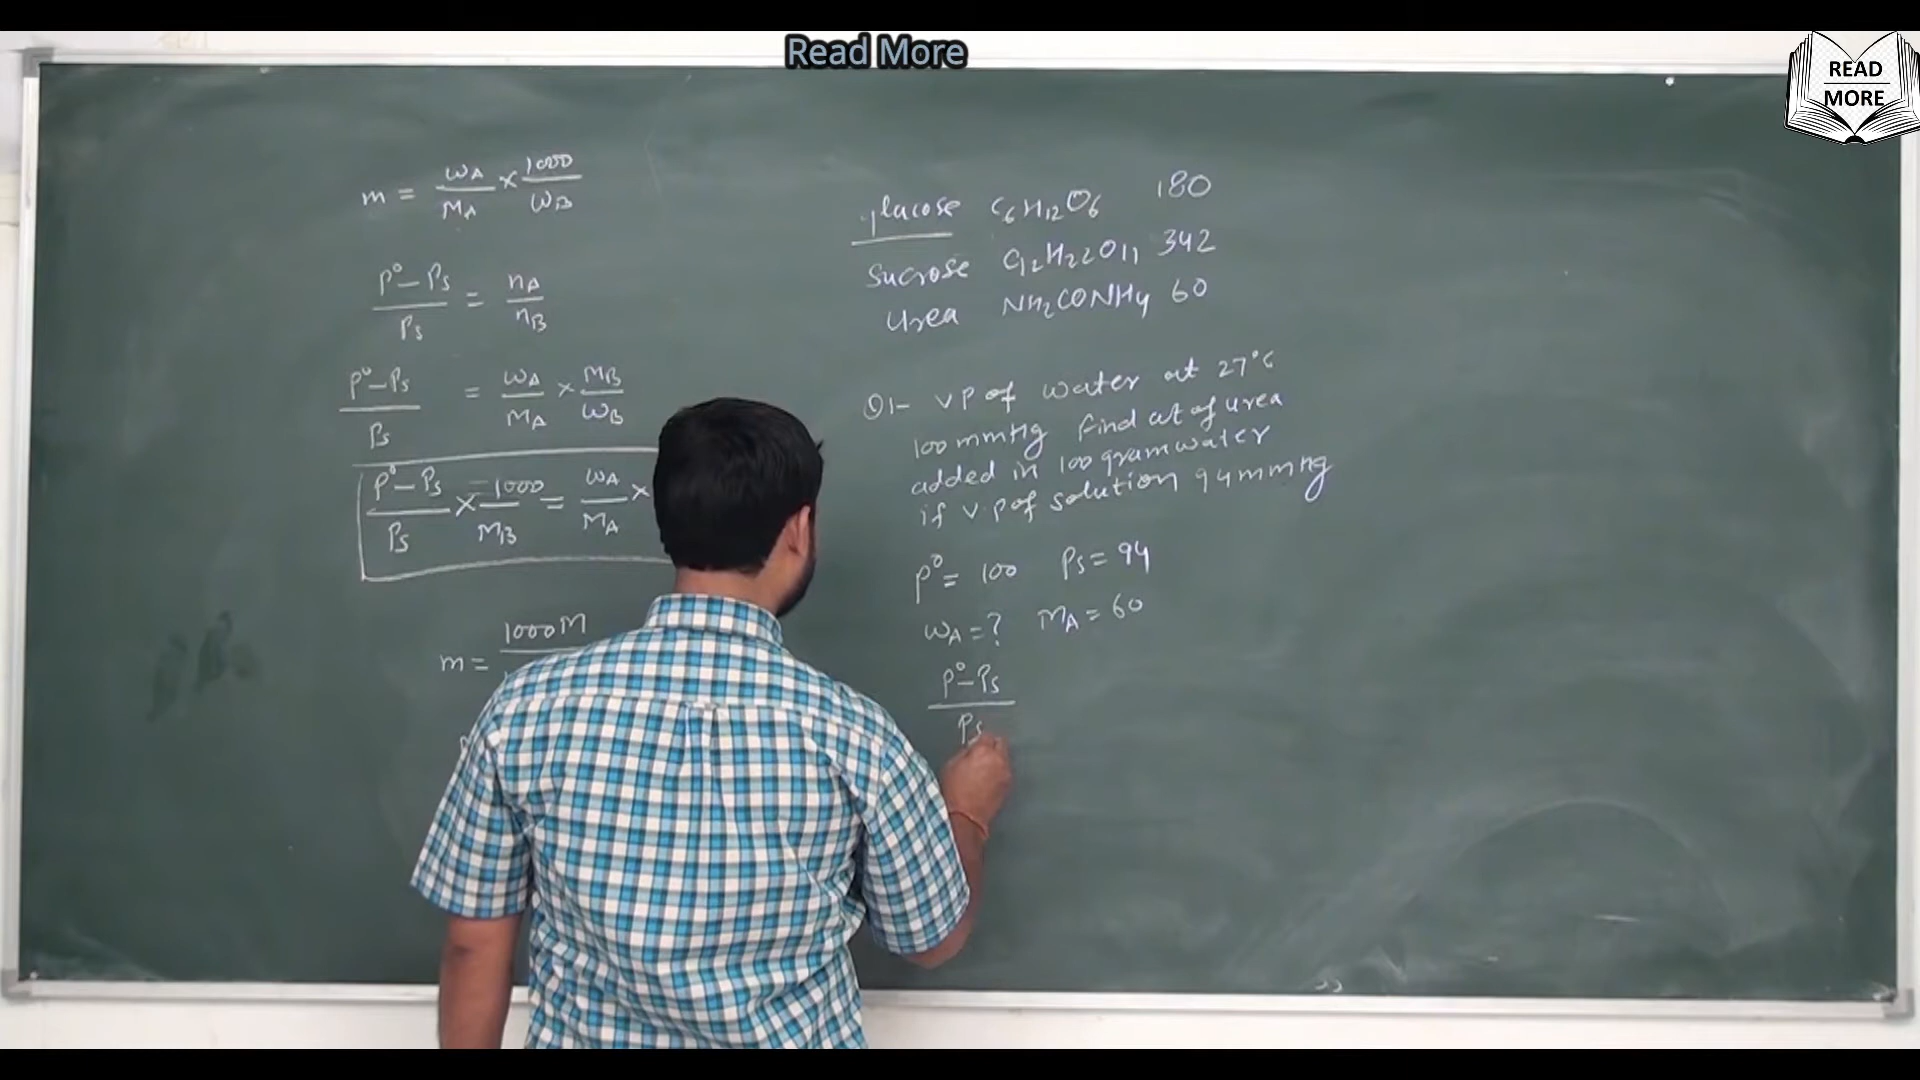 Read More
READ
MORE
m = WA/MA × 1000/WB
P°-Ps/Ps = nA/nB
P°-Ps/Ps = WA/MA × MB/WB
P°-Ps/Ps × 1000/MB = WA/MA ×
m = 1000M
glucose C6H12O6 180
Sucrose C12H22O11 342
Urea NH2CONH4 60
Q1- V P of water at 27°C
100 mmHg find wt of urea
added in 100 gram water
if V.P of solution 94 mmHg
P° = 100 Ps = 94
WA = ? MA = 60
P°-Ps/Ps